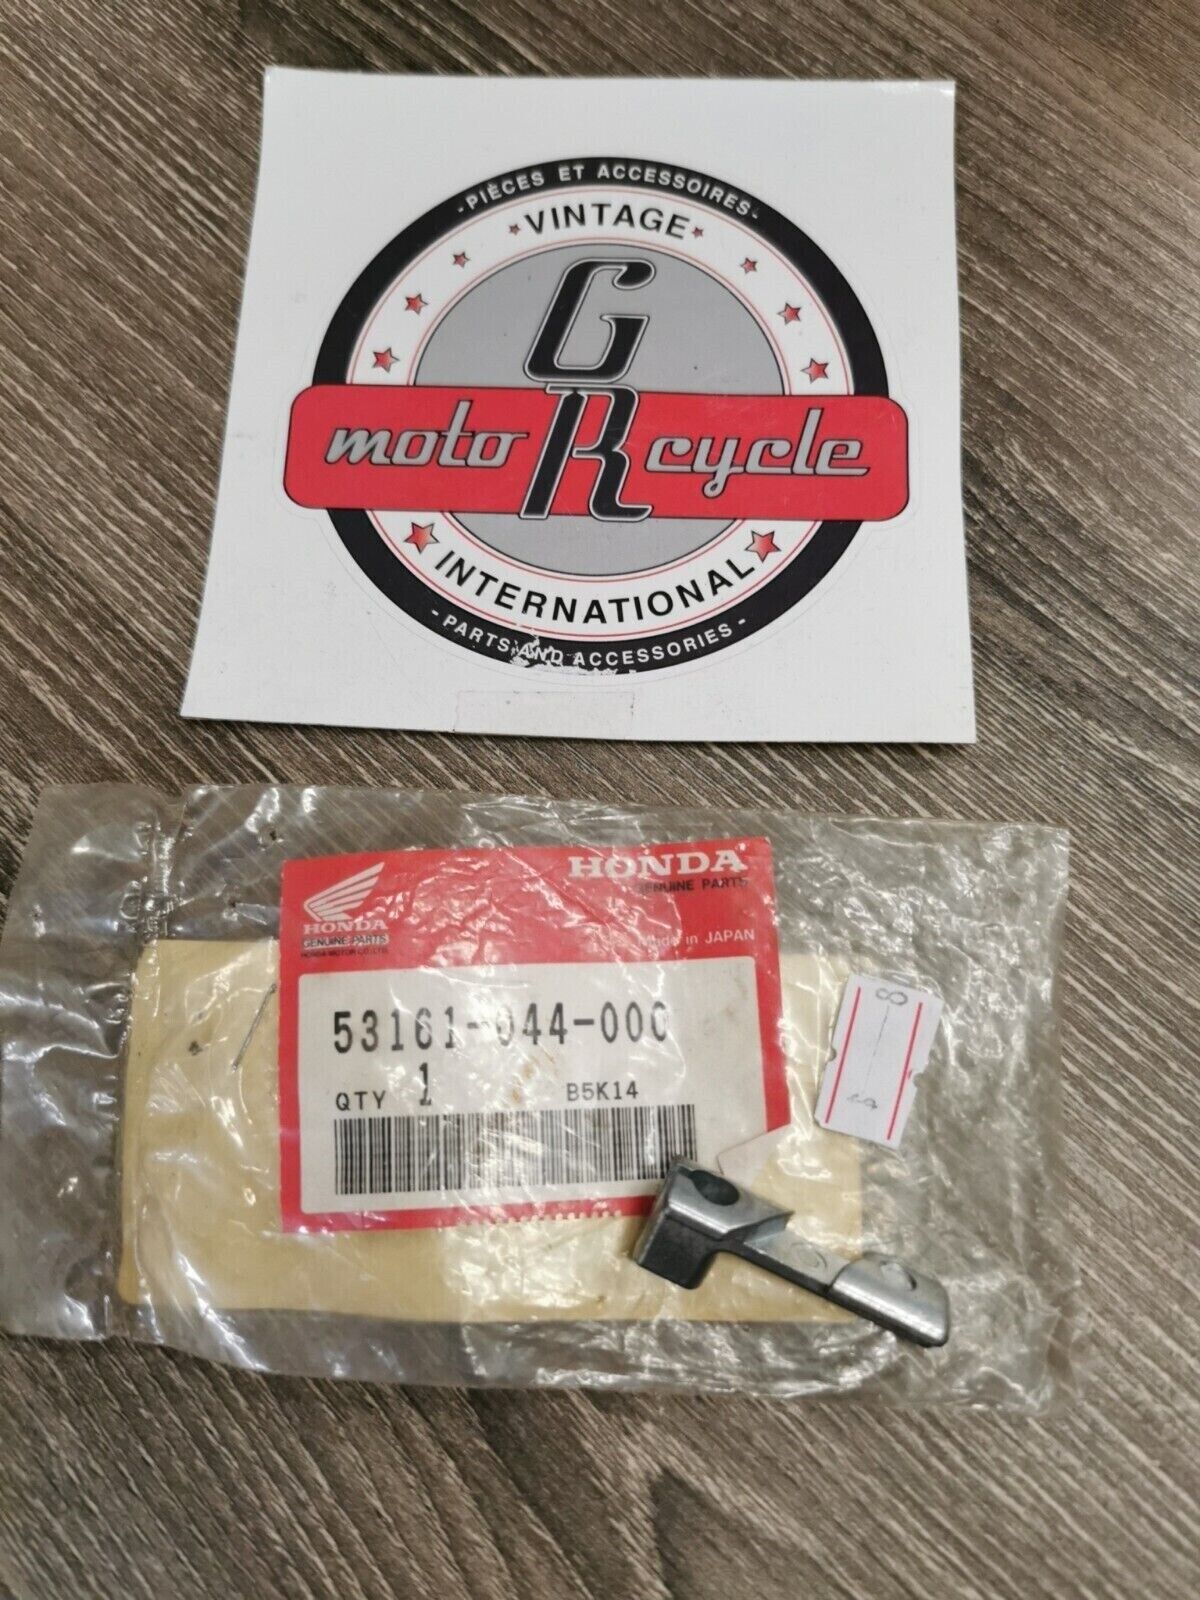 - PIÈCES ET ACCESSOIRES -
VINTAGE
GR
moto cycle
INTERNATIONAL
- PARTS AND ACCESSORIES -
HONDA
GENUINE PARTS
HONDA
GENUINE PARTS
HONDA MOTOR CO., LTD.
Made in JAPAN
53161-044-000
QTY 1 B5K14